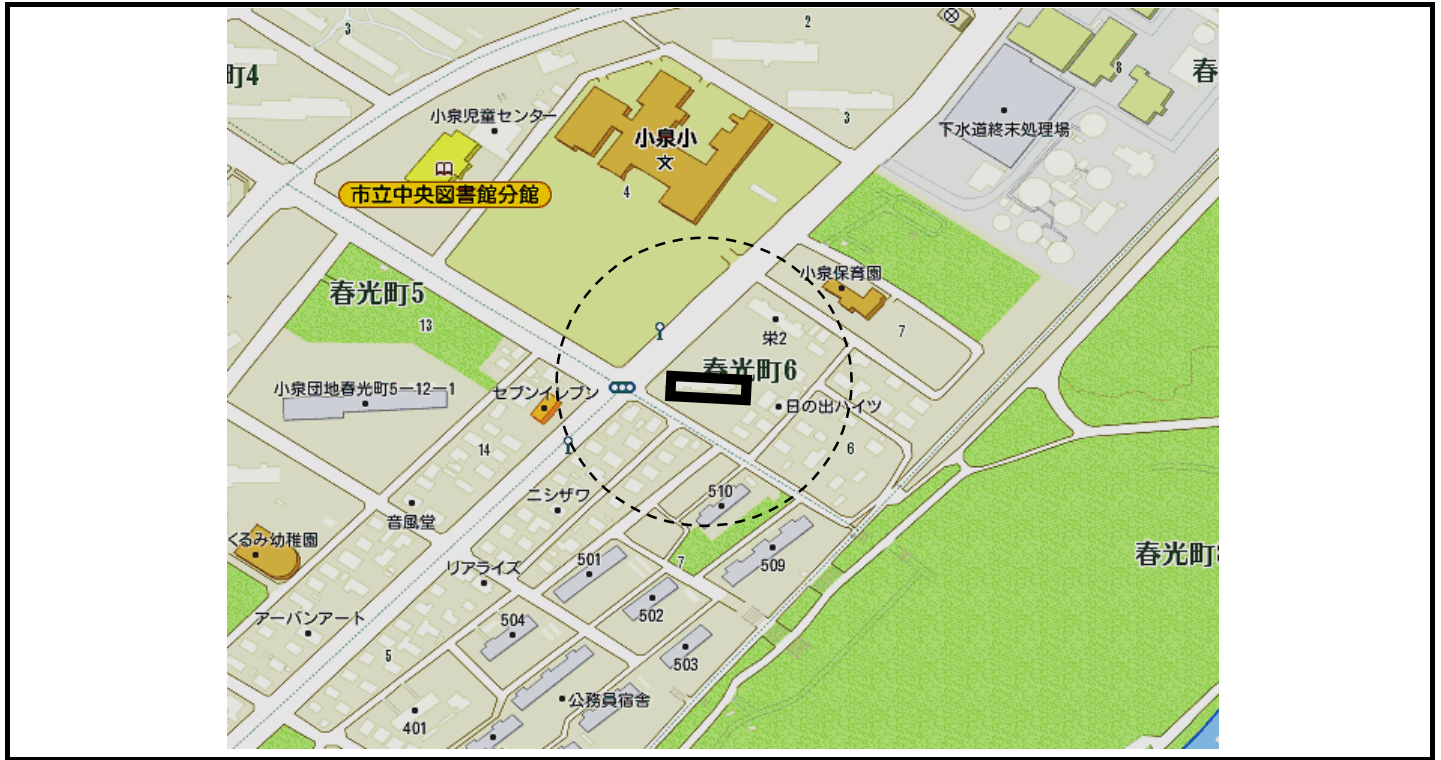 3
2
町4
春
8
小泉児童センター
3
下水道終末処理場
小泉小
文
市立中央図書館分館
4
小泉保育園
春光町5
13
7
栄2
春光町6
小泉団地春光町5ー12ー1
セブンイレブン
日の出ハイツ
14
6
510
ニシザワ
音風堂
くるみ幼稚園
春光町
501
7
509
リアライズ
502
アーバンアート
504
5
503
公務員宿舎
401